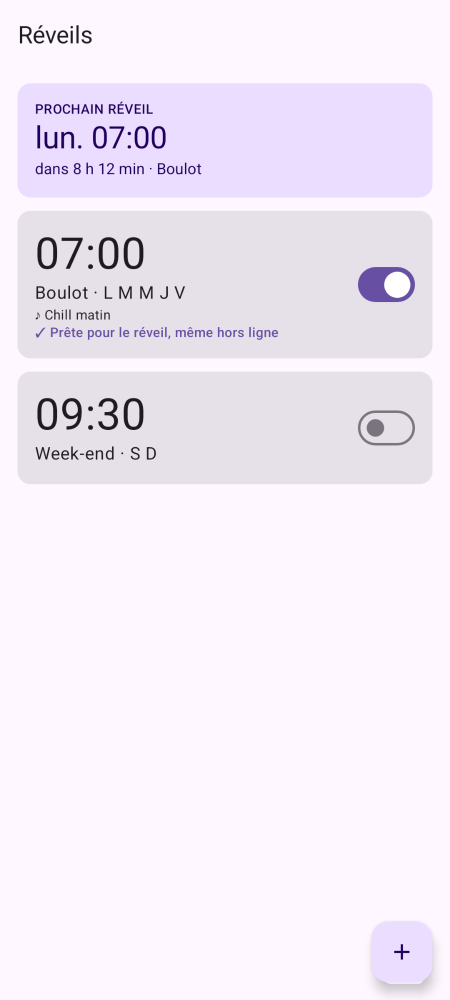 Réveils
PROCHAIN RÉVEIL
lun. 07:00
dans 8 h 12 min · Boulot
07:00
Boulot · L M M J V
♪ Chill matin
✓ Prête pour le réveil, même hors ligne
09:30
Week-end · S D
+